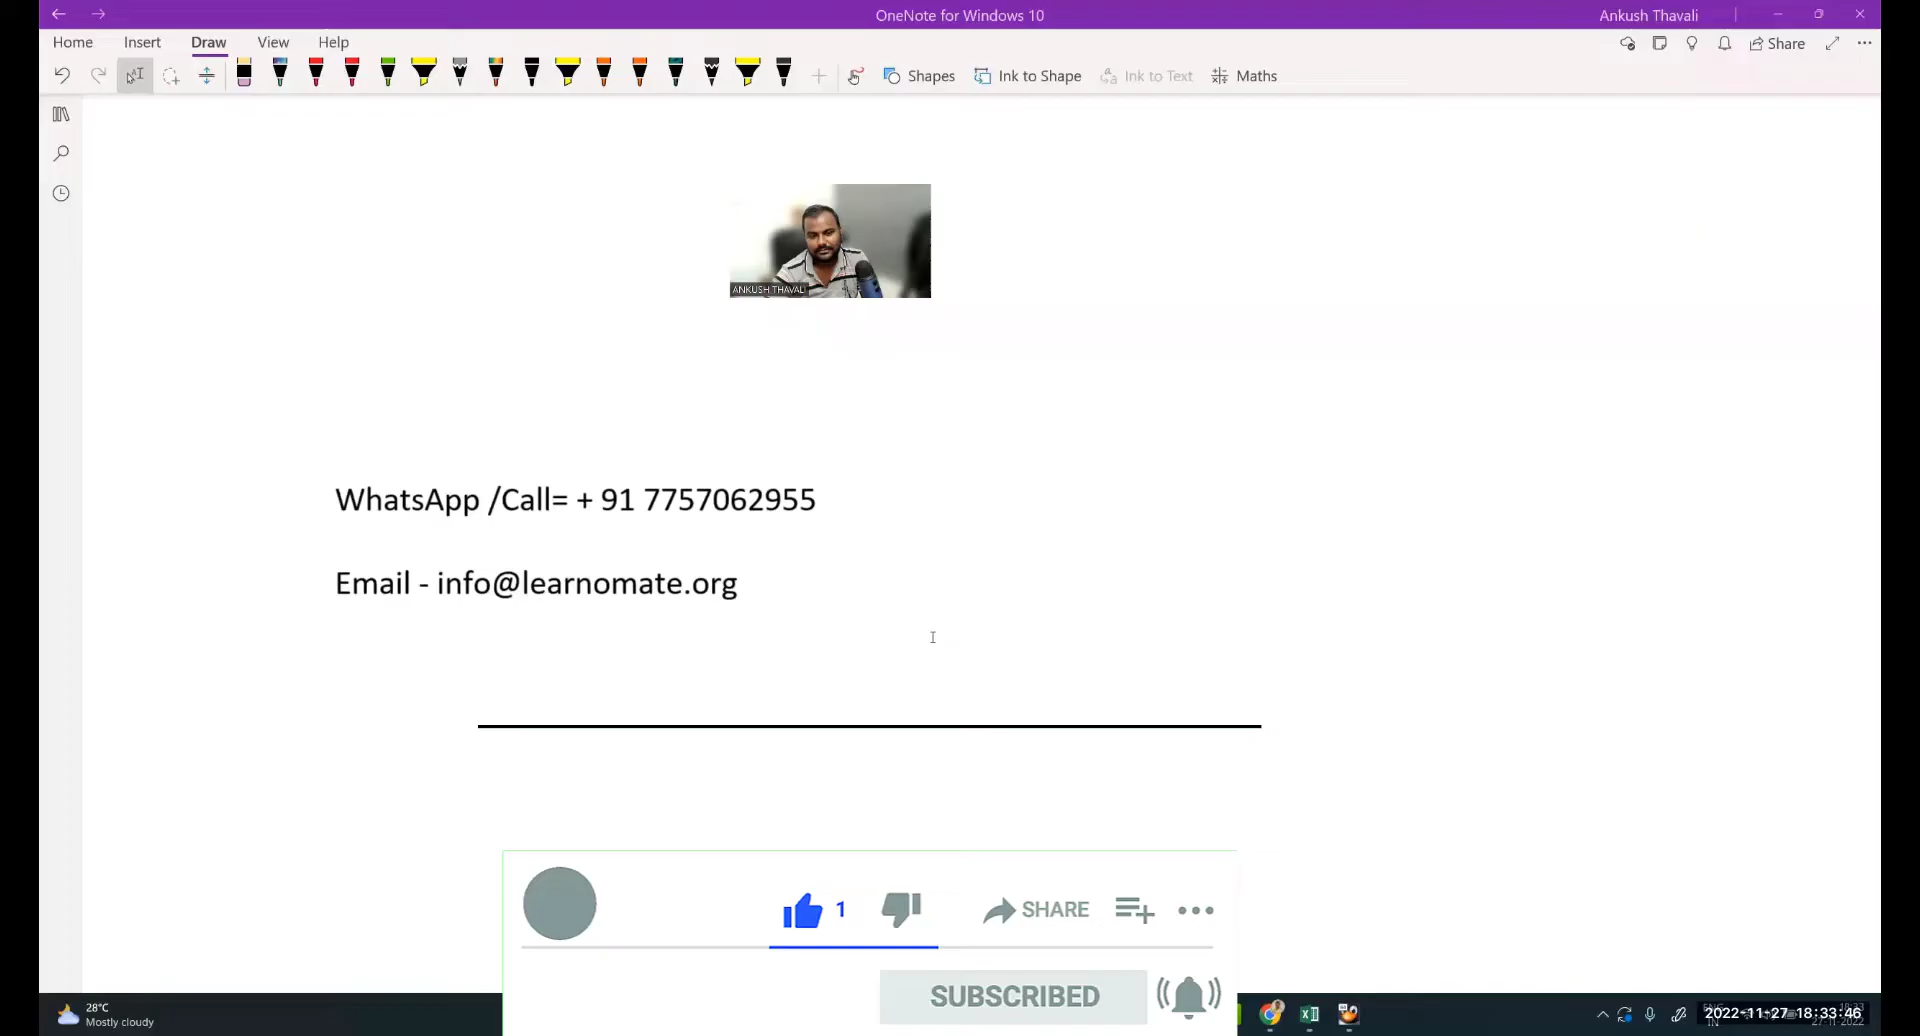 OneNote for Windows 10
Ankush Thavali
Home Insert Draw View Help
Share
Shapes Ink to Shape Ink to Text Maths
ANKUSH THAVALI
WhatsApp /Call= + 91 7757062955
Email - info@learnomate.org
1 SHARE
SUBSCRIBED
28°C
Mostly cloudy
2022-11-27 18:33:46